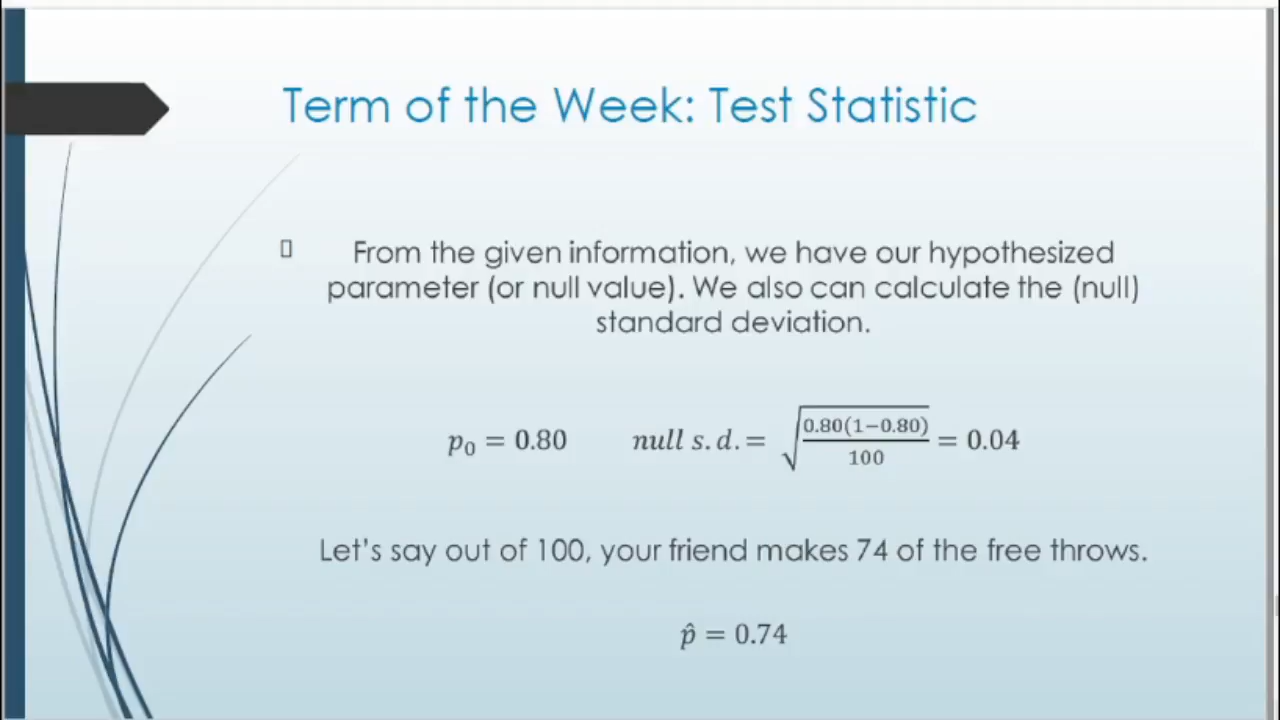 Term of the Week: Test Statistic
From the given information, we have our hypothesized
parameter (or null value). We also can calculate the (null)
standard deviation.
p₀ = 0.80 null s.d. = √(0.80(1−0.80)/100) = 0.04
Let's say out of 100, your friend makes 74 of the free throws.
p̂ = 0.74